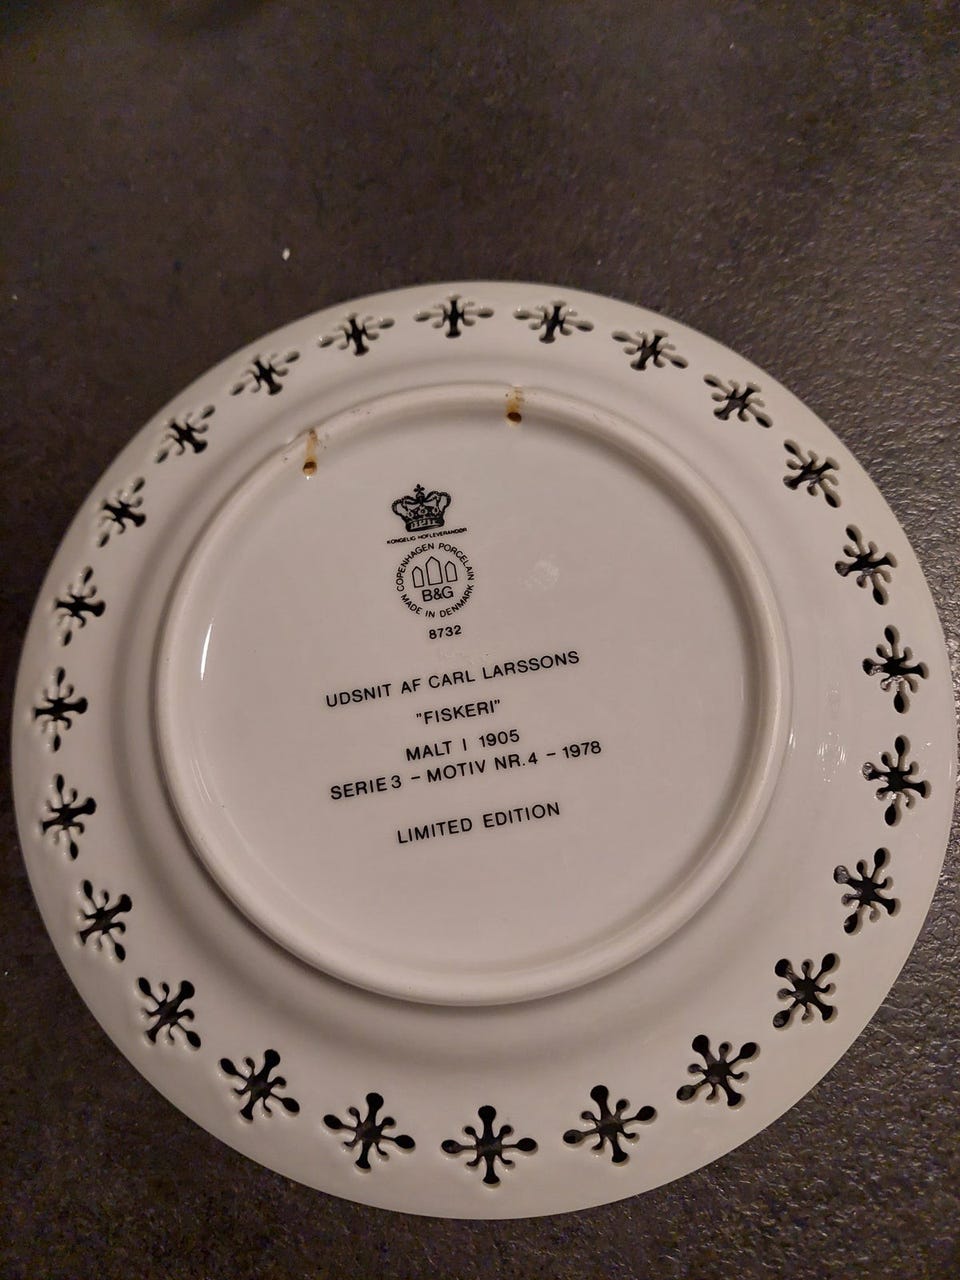 KONGELIG HOFLEVERANDØR
COPENHAGEN PORCELAIN
B&G
MADE IN DENMARK
8732
UDSNIT AF CARL LARSSONS
"FISKERI"
MALT I 1905
SERIE 3 - MOTIV NR. 4 - 1978
LIMITED EDITION